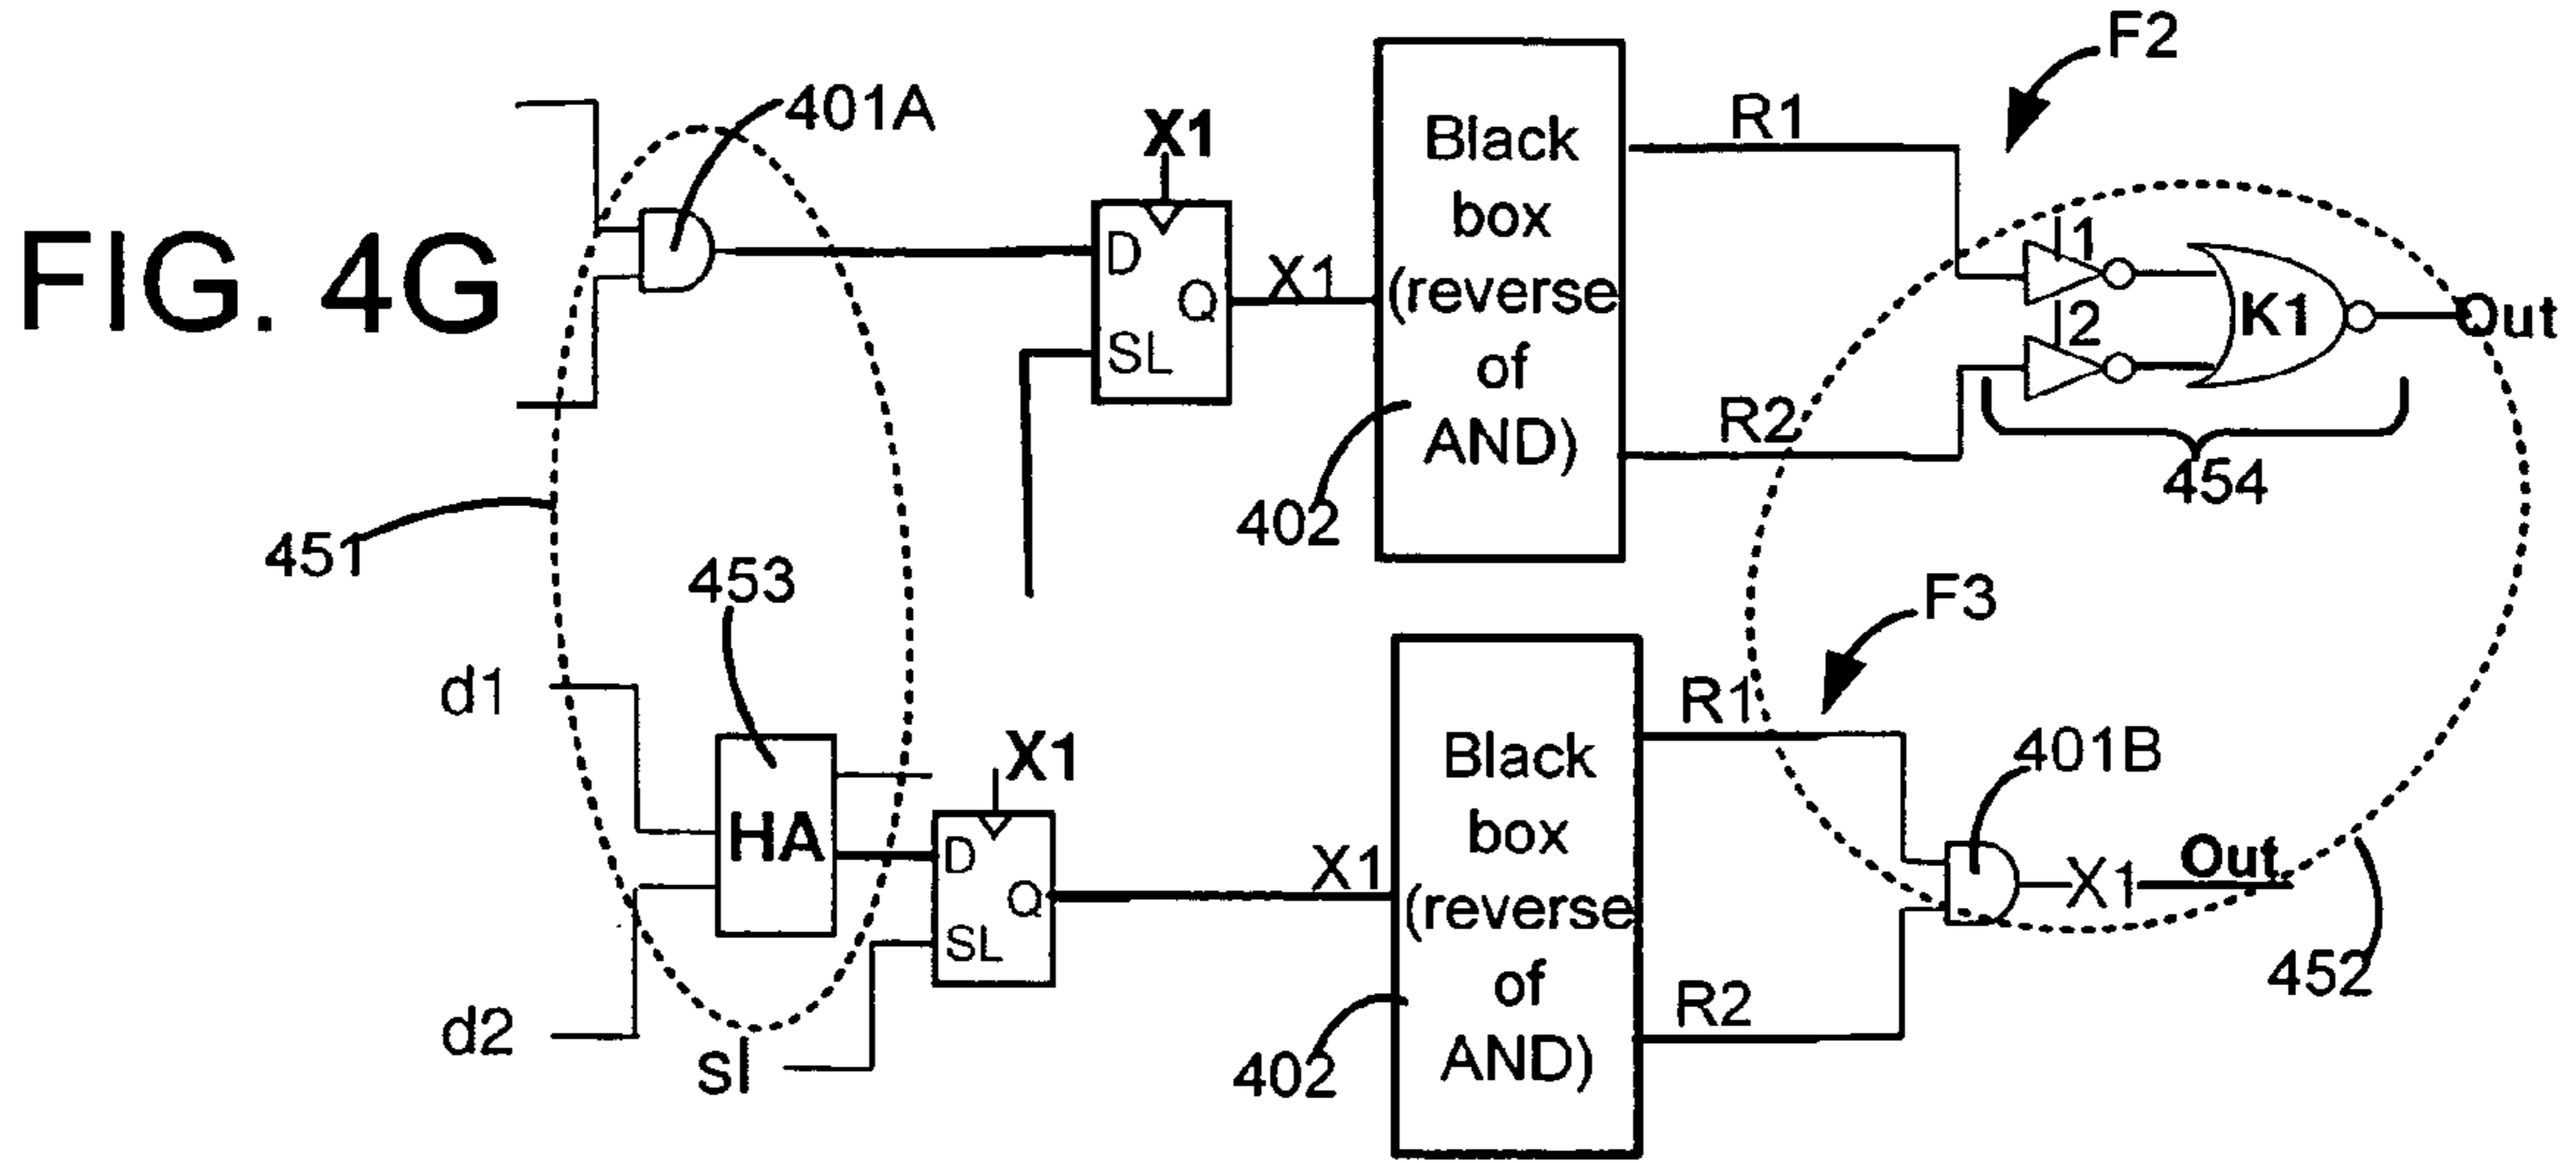 FIG. 4G
401A
X1
D
Q
SL
X1
Black
box
(reverse
of
AND)
402
R1
R2
F2
I1
I2
K1
Out
454
451
453
d1
d2
HA
X1
D
Q
SL
sl
X1
Black
box
(reverse
of
AND)
402
R1
R2
F3
401B
X1
Out
452